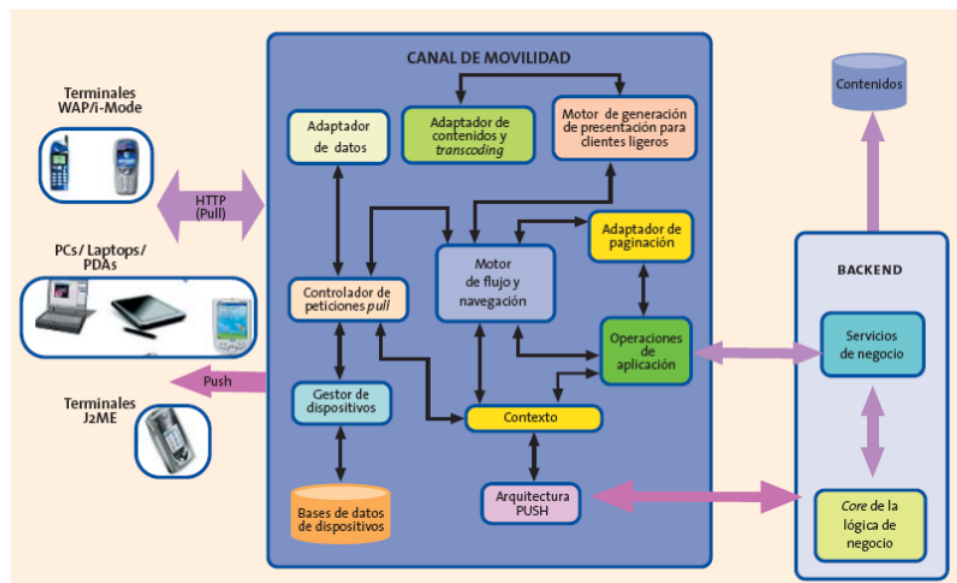 CANAL DE MOVILIDAD
Terminales
WAP/i-Mode
HTTP
(Pull)
PCs/ Laptops/
PDAs
Push
Terminales
J2ME
Adaptador
de datos
Adaptador de
contenidos y
transcoding
Motor de generación
de presentación para
clientes ligeros
Adaptador de
paginación
Motor
de flujo y
navegación
Controlador de
peticiones pull
Operaciones
de
aplicación
Gestor de
dispositivos
Contexto
Bases de datos
de dispositivos
Arquitectura
PUSH
Contenidos
BACKEND
Servicios
de negocio
Core de la
lógica de
negocio